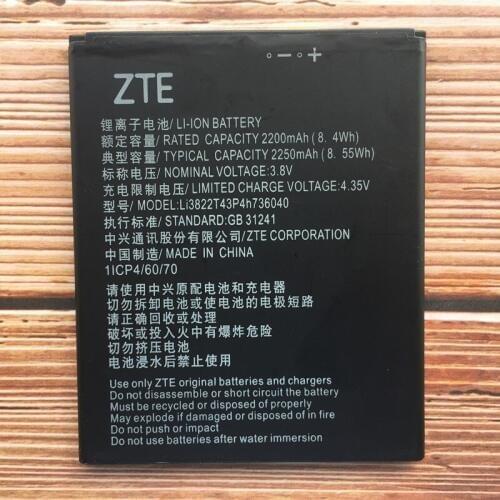 - +
ZTE
锂离子电池/ LI-ION BATTERY
额定容量/ RATED CAPACITY 2200mAh(8. 4Wh)
典型容量/ TYPICAL CAPACITY 2250mAh(8. 55Wh)
标称电压/ NOMINAL VOLTAGE:3.8V
充电限制电压/ LIMITED CHARGE VOLTAGE:4.35V
型号/ MODEL:Li3822T43P4h736040
执行标准/ STANDARD:GB 31241
中兴通讯股份有限公司/ZTE CORPORATION
中国制造/ MADE IN CHINA
1ICP4/60/70
请使用中兴原配电池和充电器
切勿拆卸电池或使电池的电极短路
请正确回收或处理
破坏或投入火中有爆炸危险
切勿挤压电池
电池浸水后禁止使用
Use only ZTE original batteries and chargers
Do not disassemble or short circuit the battery
Must be recycled or disposed of properly
May explode if damaged or disposed of in fire
Do not push or impact
Do not use batteries after water immersion